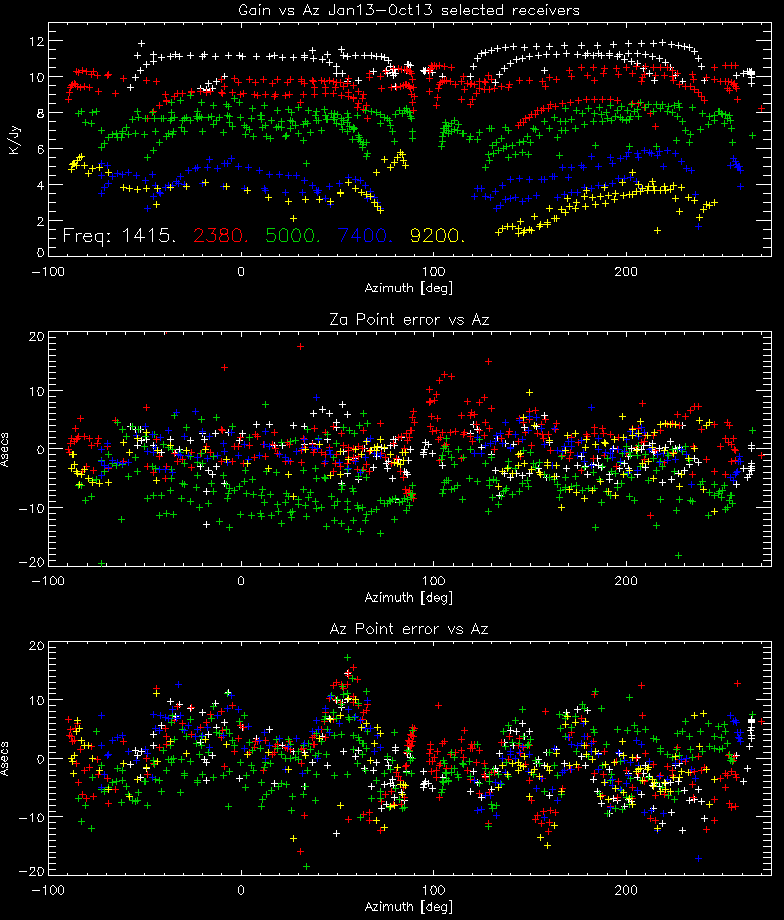 Gain vs Az Jan13-Oct13 selected receivers
12
10
8
6
4
2
0
K/Jy
Freq: 1415. 2380. 5000. 7400. 9200.
-100 0 100 200
Azimuth [deg]
Za Point error vs Az
20
10
0
-10
-20
Asecs
-100 0 100 200
Azimuth [deg]
Az Point error vs Az
20
10
0
-10
-20
Asecs
-100 0 100 200
Azimuth [deg]